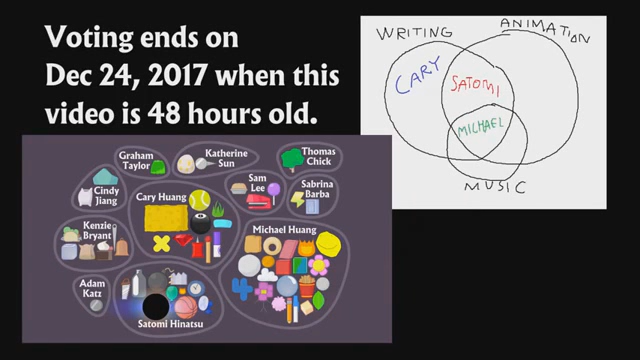 Voting ends on
Dec 24, 2017 when this
video is 48 hours old.
WRITING
ANIMATION
CARY
SATOMI
MICHAEL
MUSIC
Graham
Taylor
Katherine
Sun
Thomas
Chick
Cindy
Jiang
Cary Huang
Sam
Lee
Sabrina
Barba
Kenzie
Bryant
Michael Huang
Adam
Katz
Satomi Hinatsu